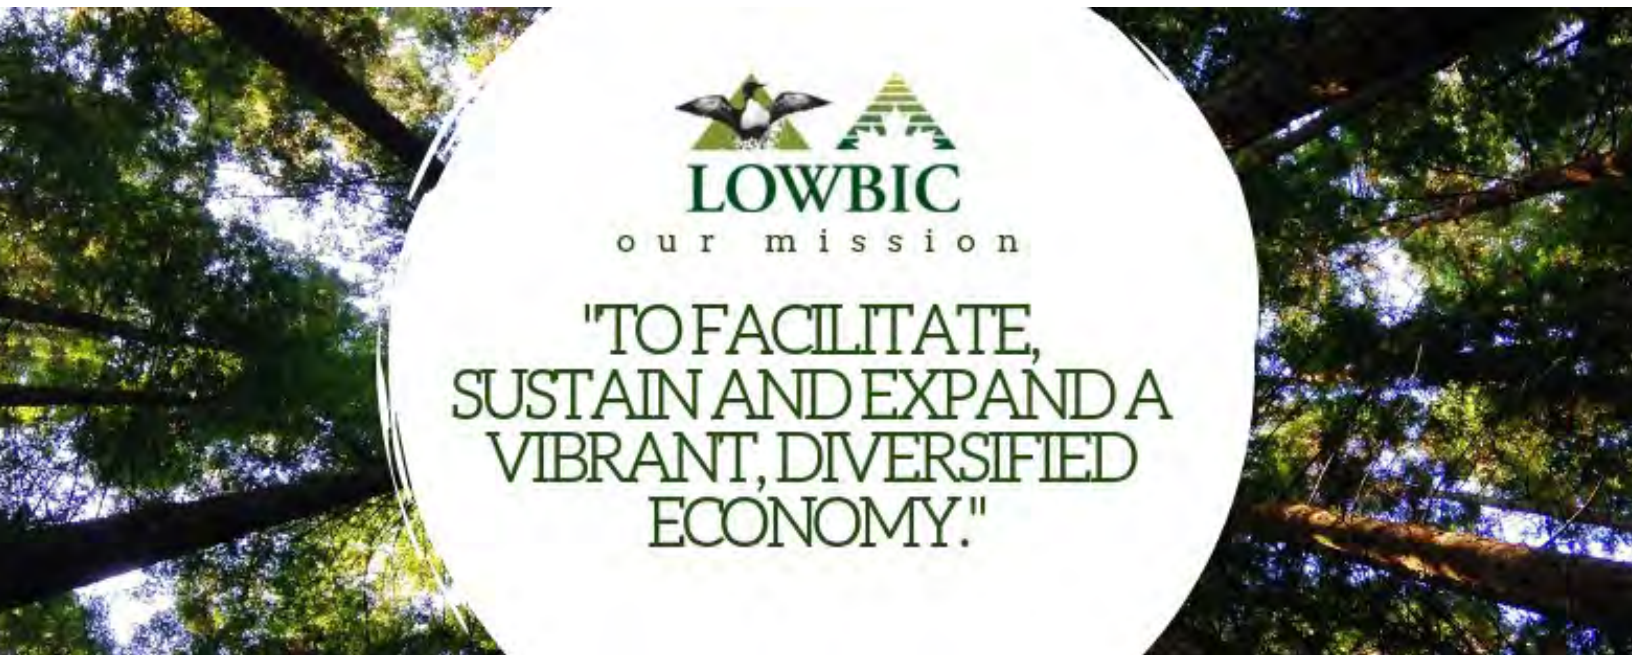 LOWBIC
our mission
"TO FACILITATE,
SUSTAIN AND EXPAND A
VIBRANT, DIVERSIFIED
ECONOMY."